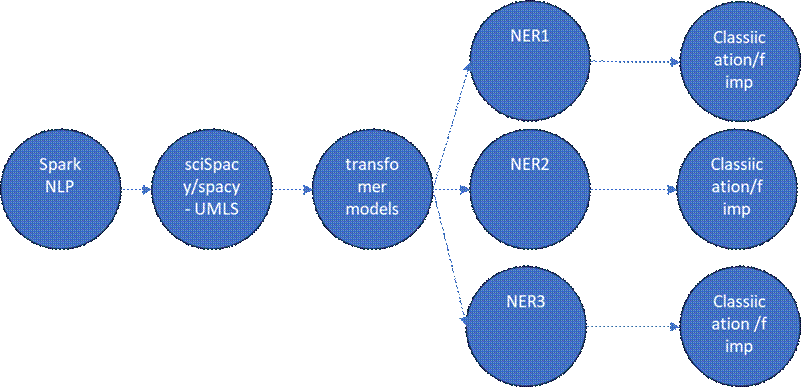 Spark
NLP
sciSpac
y/spacy
- UMLS
transfo
rmer
models
NER1
Classiic
ation/f
imp
NER2
Classiic
ation/f
imp
NER3
Classiic
ation /f
imp